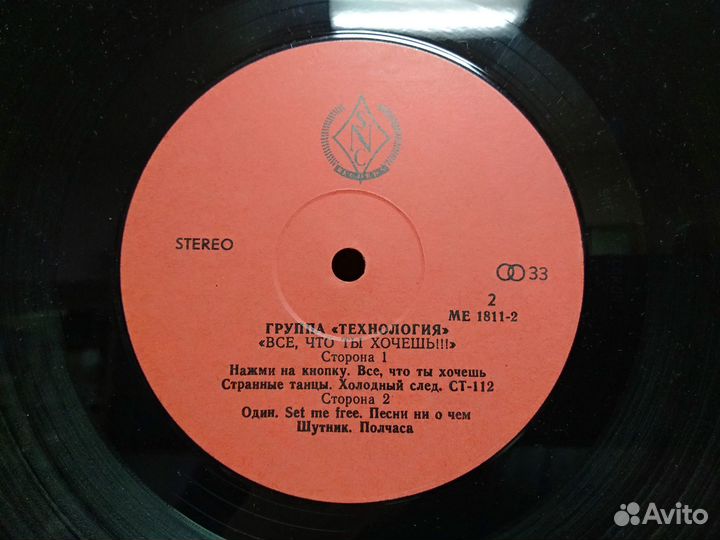 SNC
RECORDS
STEREO
33
2
МЕ 1811-2
ГРУППА «ТЕХНОЛОГИЯ»
«ВСЕ, ЧТО ТЫ ХОЧЕШЬ!!!»
Сторона 1
Нажми на кнопку. Все, что ты хочешь
Странные танцы. Холодный след. СТ-112
Сторона 2
Один. Set me free. Песни ни о чем
Шутник. Полчаса
Avito